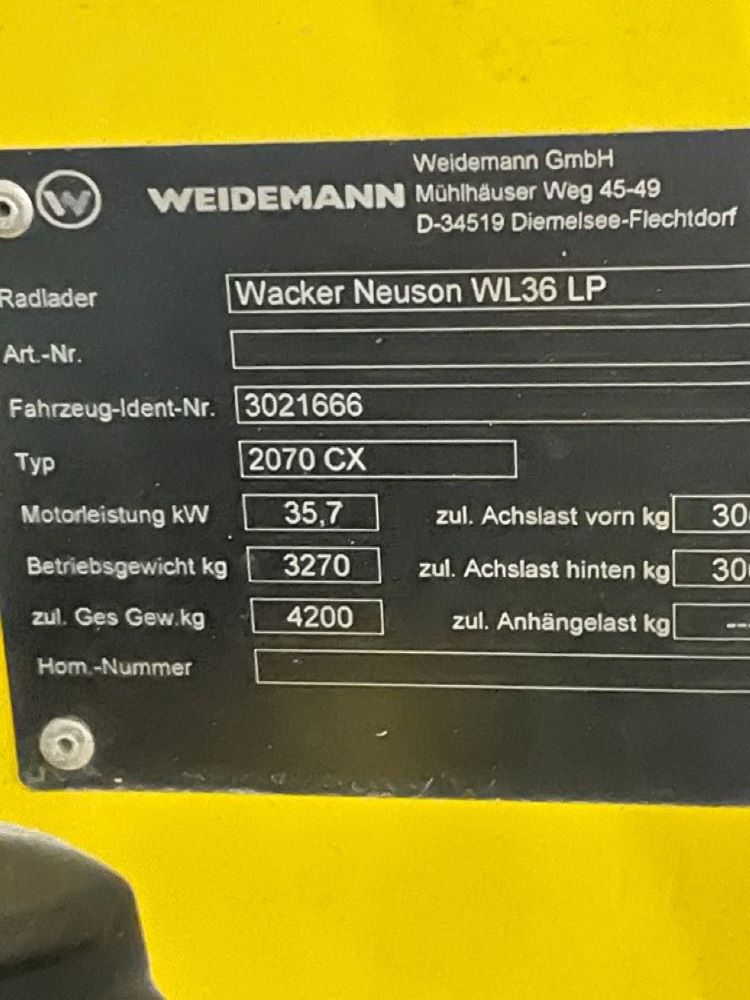 WEIDEMANN
Weidemann GmbH
Mühlhäuser Weg 45-49
D-34519 Diemelsee-Flechtdorf
Radlader Wacker Neuson WL36 LP
Art.-Nr.
Fahrzeug-Ident-Nr. 3021666
Typ 2070 CX
Motorleistung kW 35,7 zul. Achslast vorn kg
Betriebsgewicht kg 3270 zul. Achslast hinten kg
zul. Ges Gew.kg 4200 zul. Anhängelast kg
Hom.-Nummer